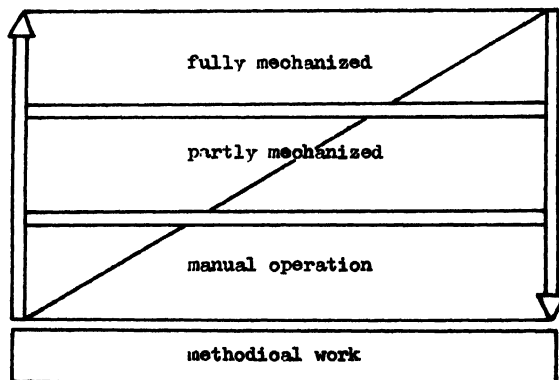 fully mechanized
partly mechanized
manual operation
methodical work